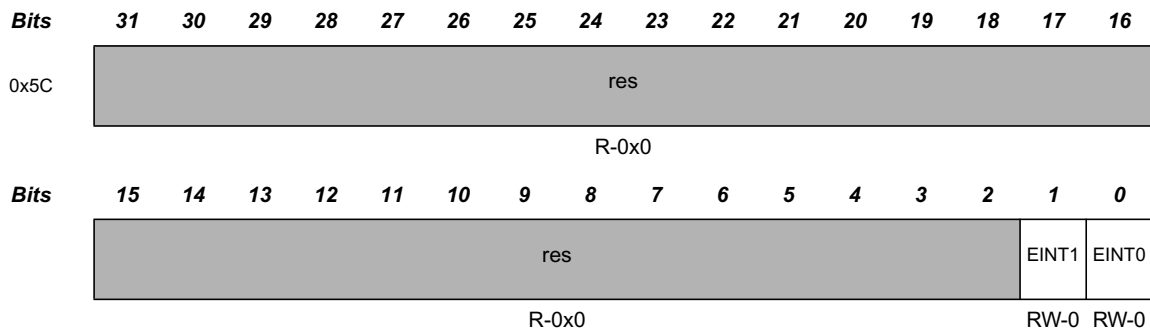 Bits 31 30 29 28 27 26 25 24 23 22 21 20 19 18 17 16
0x5C res
R-0x0
Bits 15 14 13 12 11 10 9 8 7 6 5 4 3 2 1 0
res EINT1 EINT0
R-0x0 RW-0 RW-0